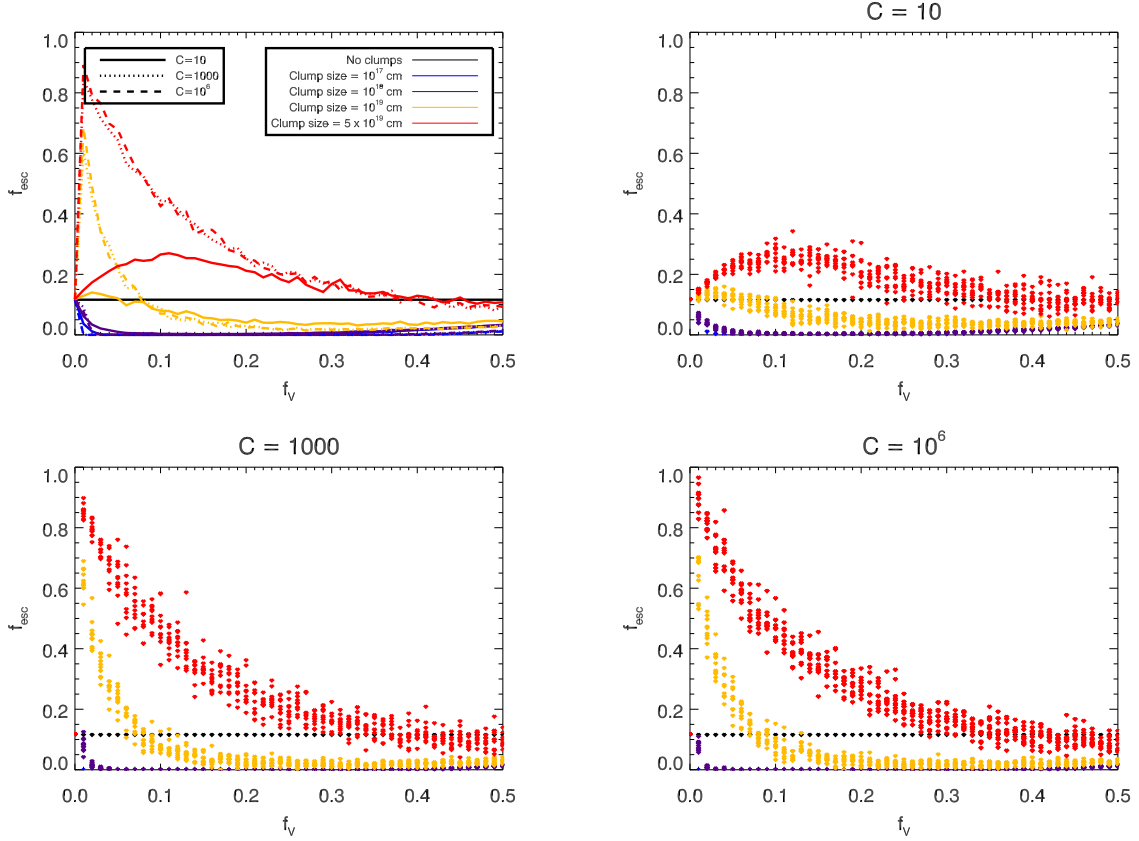 C = 10
1.0
0.8
0.6
0.4
0.2
0.0
f_esc
0.0 0.1 0.2 0.3 0.4 0.5
f_V
C=10
C=1000
C=10^6
No clumps
Clump size = 10^17 cm
Clump size = 10^18 cm
Clump size = 10^19 cm
Clump size = 5 x 10^19 cm
1.0
0.8
0.6
0.4
0.2
0.0
f_esc
0.0 0.1 0.2 0.3 0.4 0.5
f_V
C = 1000
1.0
0.8
0.6
0.4
0.2
0.0
f_esc
0.0 0.1 0.2 0.3 0.4 0.5
f_V
C = 10^6
1.0
0.8
0.6
0.4
0.2
0.0
f_esc
0.0 0.1 0.2 0.3 0.4 0.5
f_V